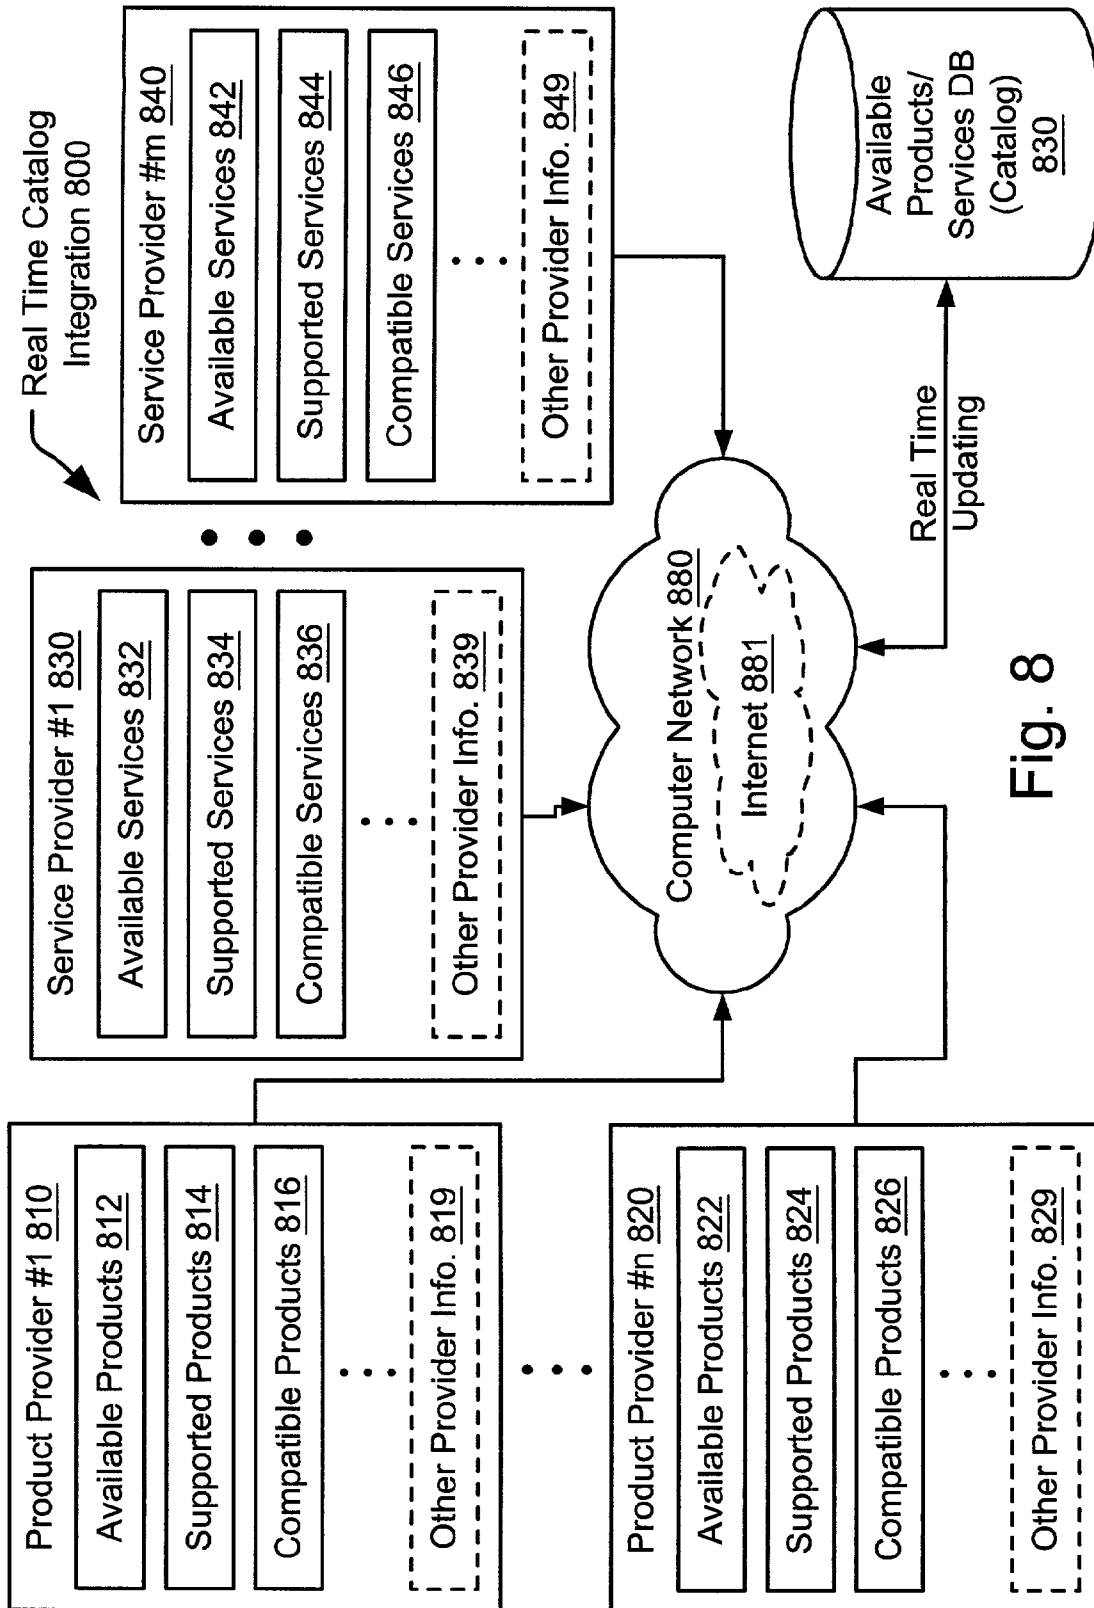 Real Time Catalog
Integration 800
Product Provider #1 810
Available Products 812
Supported Products 814
Compatible Products 816
Other Provider Info. 819
Product Provider #n 820
Available Products 822
Supported Products 824
Compatible Products 826
Other Provider Info. 829
Service Provider #1 830
Available Services 832
Supported Services 834
Compatible Services 836
Other Provider Info. 839
Service Provider #m 840
Available Services 842
Supported Services 844
Compatible Services 846
Other Provider Info. 849
Computer Network 880
Internet 881
Real Time
Updating
Available
Products/
Services DB
(Catalog)
830
Fig. 8